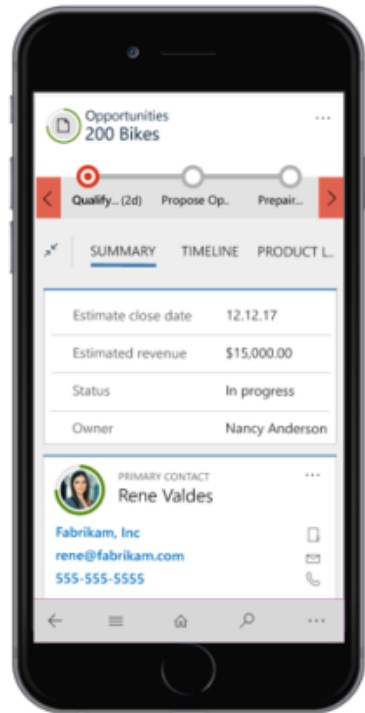 Opportunities
200 Bikes
Qualify... (2d) Propose Op.. Prepair...
SUMMARY TIMELINE PRODUCT L..
Estimate close date 12.12.17
Estimated revenue $15,000.00
Status In progress
Owner Nancy Anderson
PRIMARY CONTACT
Rene Valdes
Fabrikam, Inc
rene@fabrikam.com
555-555-5555